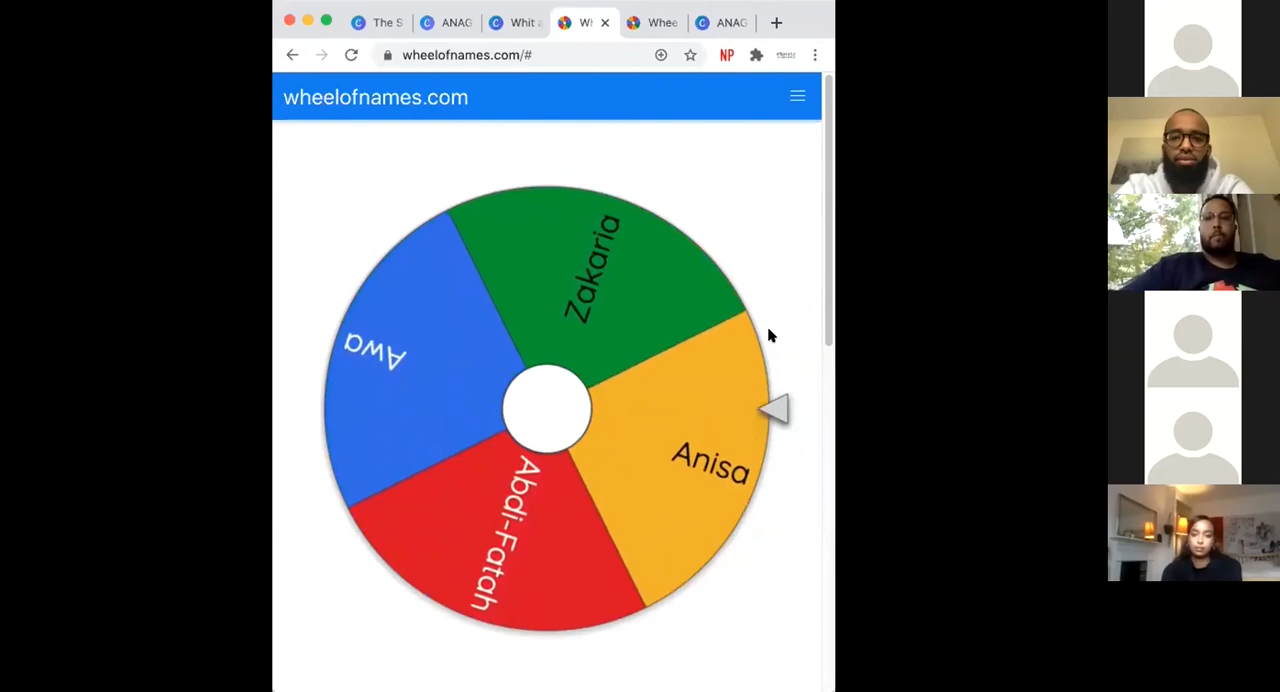 The S
ANAG
Whit a
Wh
Whee
ANAG
wheelofnames.com/#
NP
wheelofnames.com
Zakaria
Awa
Anisa
Abdi-Fatah